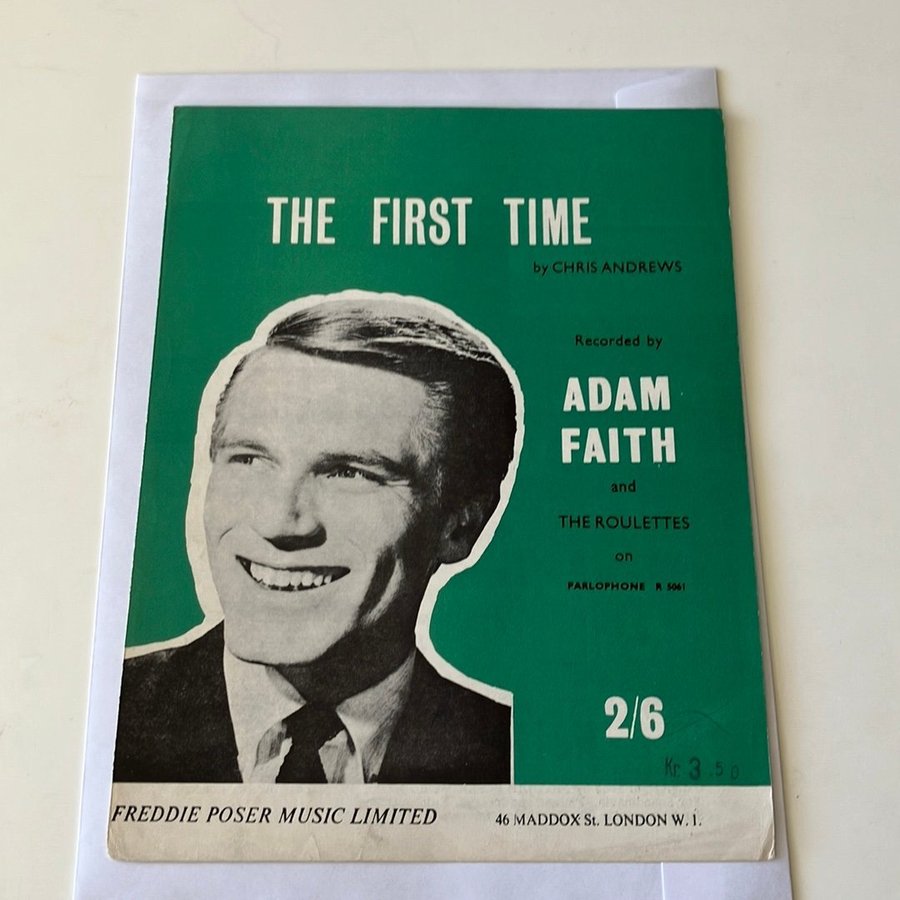 THE FIRST TIME
by CHRIS ANDREWS
Recorded by
ADAM
FAITH
and
THE ROULETTES
on
PARLOPHONE R 5061
2/6
Kr. 3.50
FREDDIE POSER MUSIC LIMITED
46 MADDOX St. LONDON W.1.